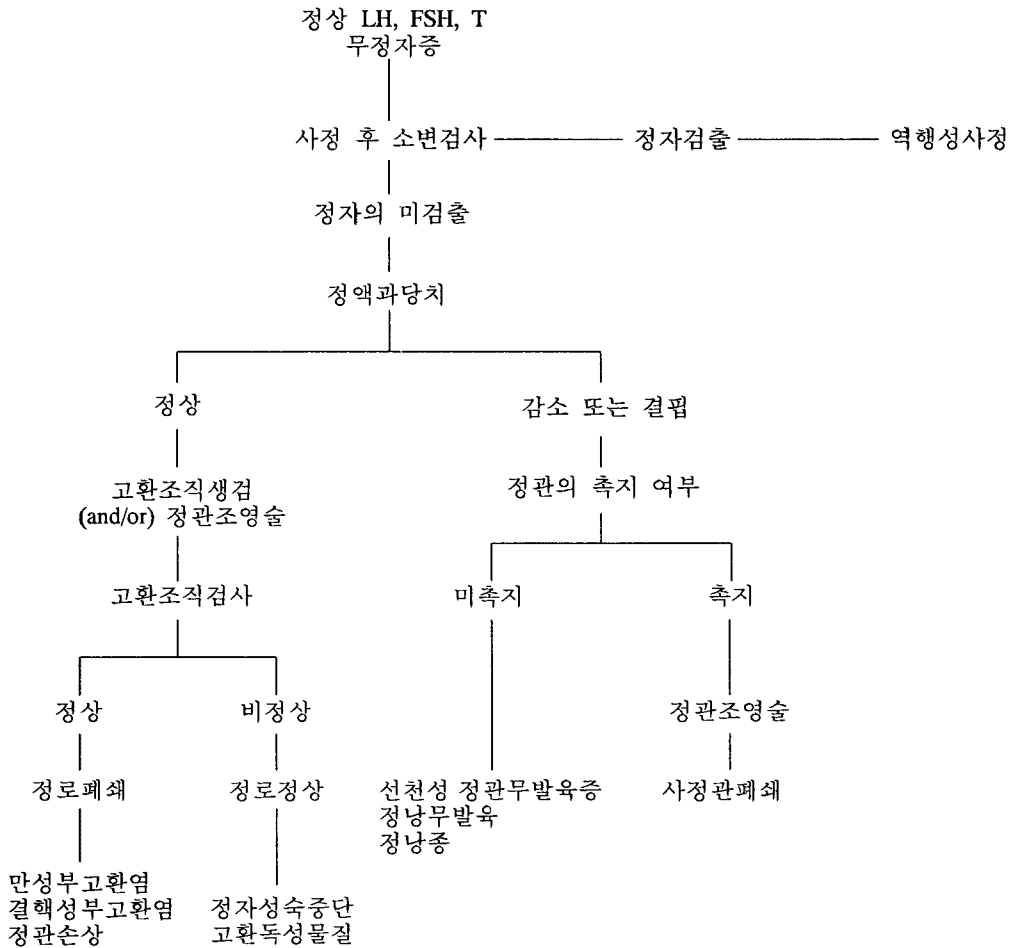 정상 LH, FSH, T
무정자증
사정 후 소변검사 정자검출 역행성사정
정자의 미검출
정액과당치
정상 감소 또는 결핍
고환조직생검
(and/or) 정관조영술
정관의 촉지 여부
고환조직검사 미촉지 촉지
정상 비정상 정관조영술
정로폐쇄 정로정상
선천성 정관무발육증
정낭무발육
정낭종
사정관폐쇄
만성부고환염
결핵성부고환염
정관손상
정자성숙중단
고환독성물질